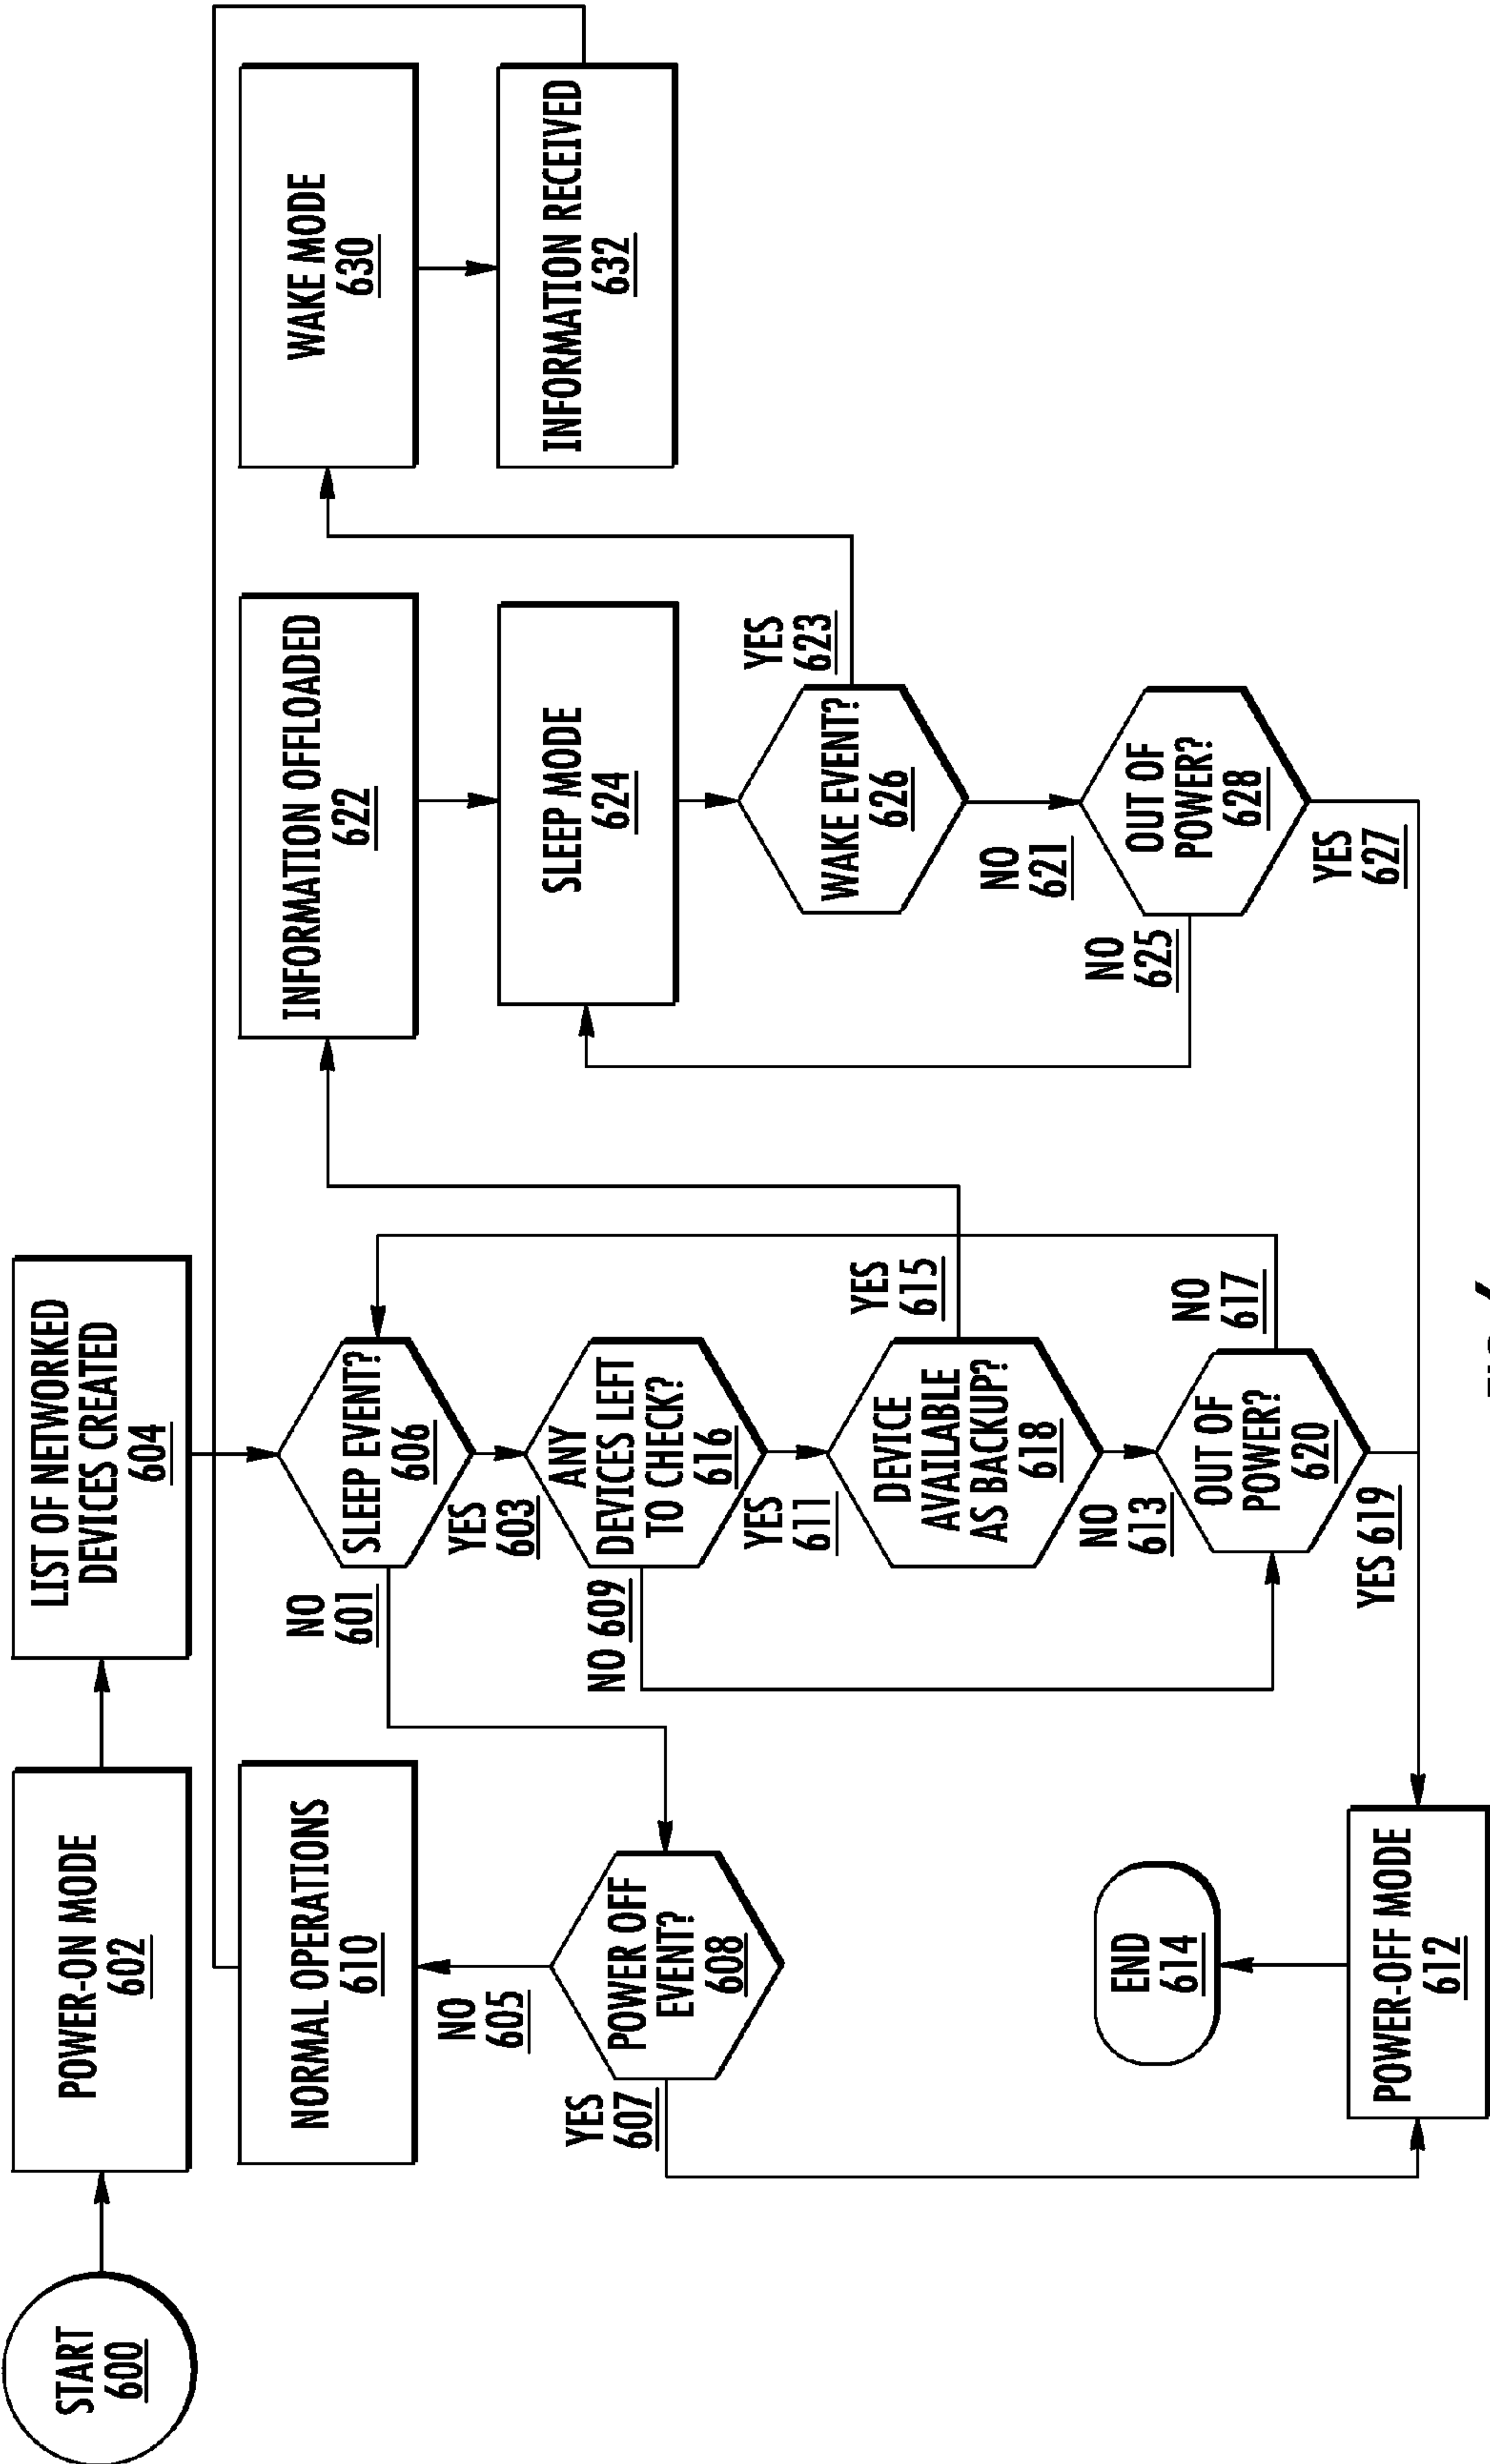 START
600
POWER-ON MODE
602
LIST OF NETWORKED
DEVICES CREATED
604
NORMAL OPERATIONS
610
NO
605
POWER OFF
EVENT?
608
YES
607
END
614
POWER-OFF MODE
612
SLEEP EVENT?
606
NO
601
YES
603
ANY
DEVICES LEFT
TO CHECK?
616
NO 609
YES
611
DEVICE
AVAILABLE
AS BACKUP?
618
YES
615
NO
613
OUT OF
POWER?
620
NO
617
YES 619
INFORMATION OFFLOADED
622
SLEEP MODE
624
WAKE EVENT?
626
YES
623
NO
621
OUT OF
POWER?
628
NO
625
YES
627
WAKE MODE
630
INFORMATION RECEIVED
632